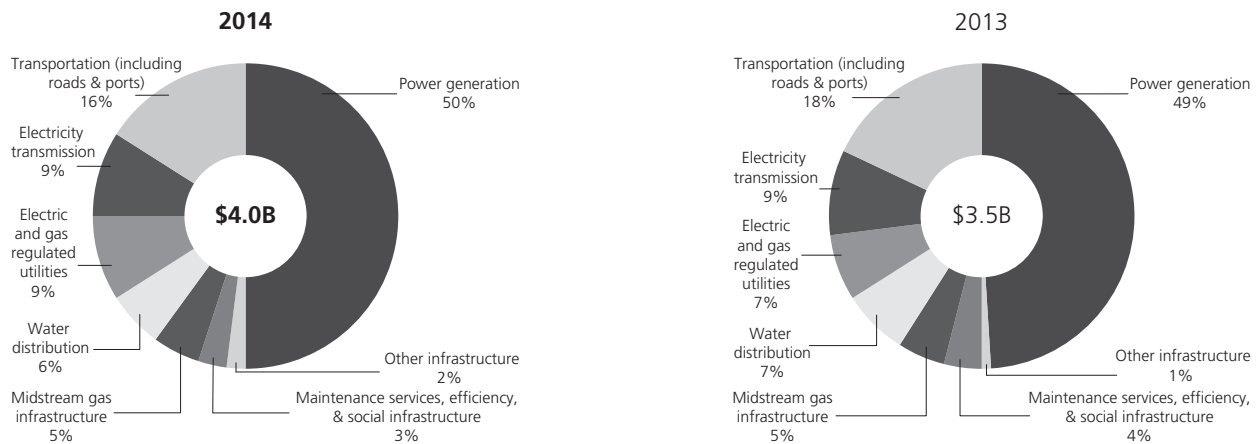 2014
Transportation (including
roads & ports)
16%
Power generation
50%
Electricity
transmission
9%
$4.0B
Electric
and gas
regulated
utilities
9%
Water
distribution
6%
Other infrastructure
2%
Midstream gas
infrastructure
5%
Maintenance services, efficiency,
& social infrastructure
3%
2013
Transportation (including
roads & ports)
18%
Power generation
49%
Electricity
transmission
9%
$3.5B
Electric
and gas
regulated
utilities
7%
Water
distribution
7%
Other infrastructure
1%
Midstream gas
infrastructure
5%
Maintenance services, efficiency,
& social infrastructure
4%